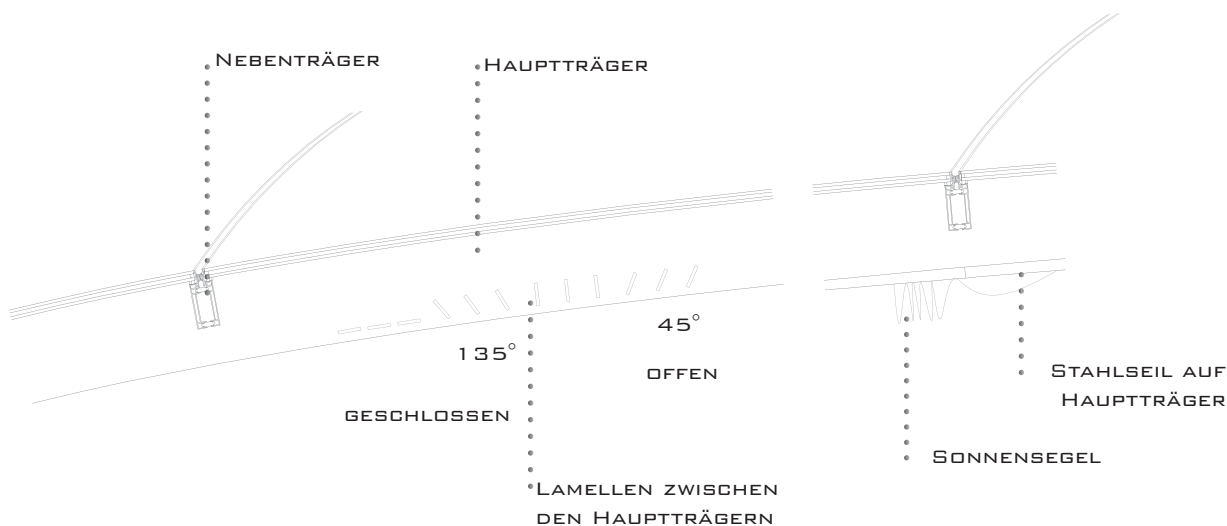 Nebenträger
Hauptträger
135°
45°
offen
geschlossen
Stahlseil auf
Hauptträger
Sonnensegel
Lamellen zwischen
den Hauptträgern